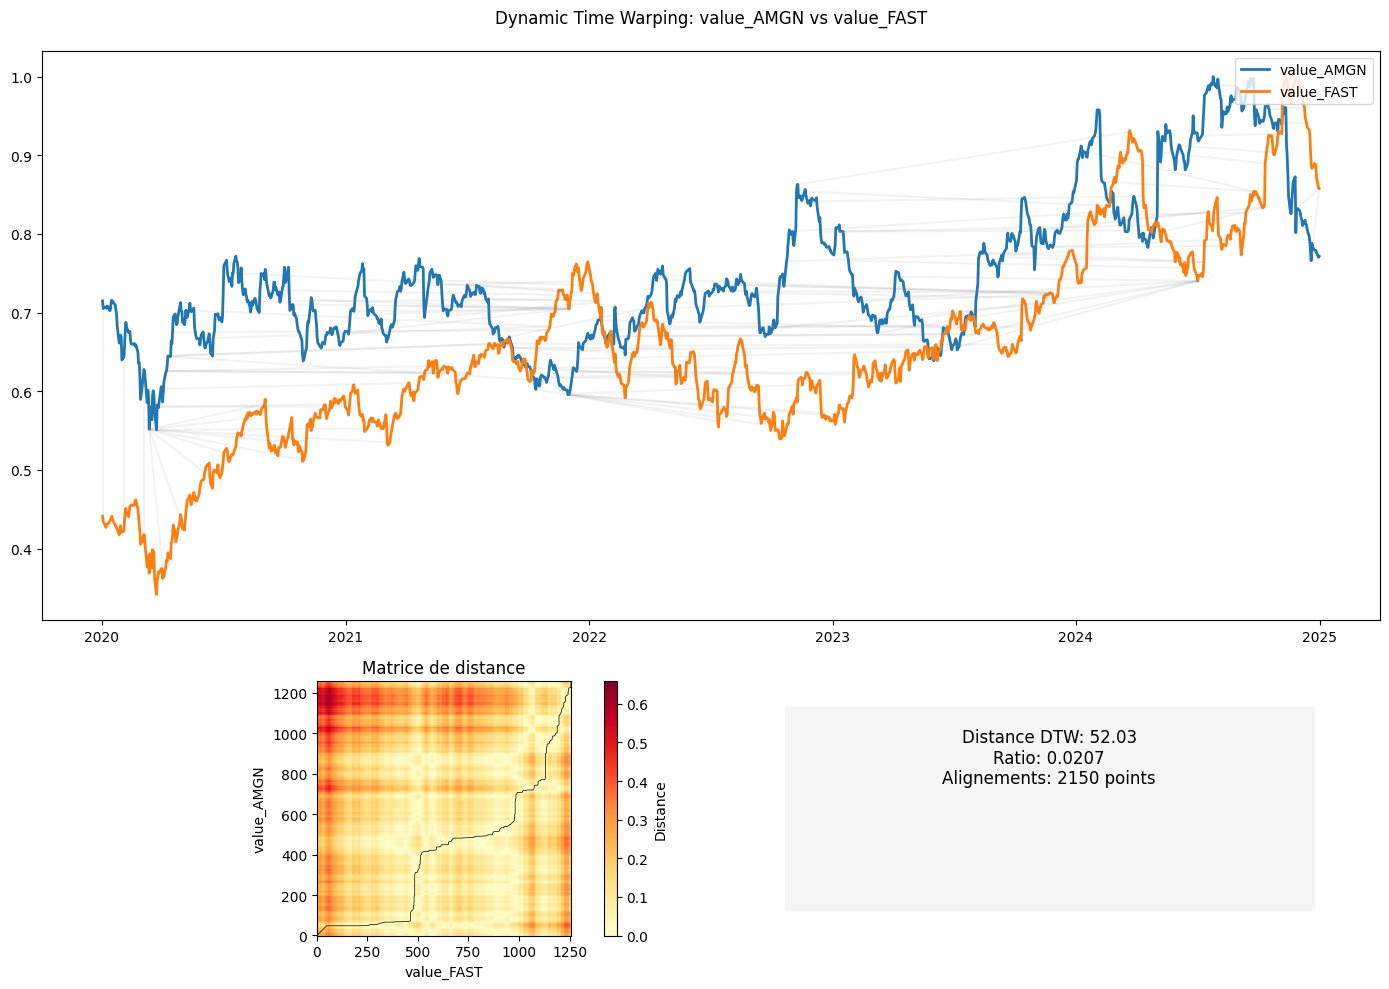 Dynamic Time Warping: value_AMGN vs value_FAST
value_AMGN
value_FAST
1.0
0.9
0.8
0.7
0.6
0.5
0.4
2020 2021 2022 2023 2024 2025
Matrice de distance
value_AMGN
1200
1000
800
600
400
200
0
0 250 500 750 1000 1250
value_FAST
0.6
0.5
0.4
0.3
0.2
0.1
0.0
Distance
Distance DTW: 52.03
Ratio: 0.0207
Alignements: 2150 points